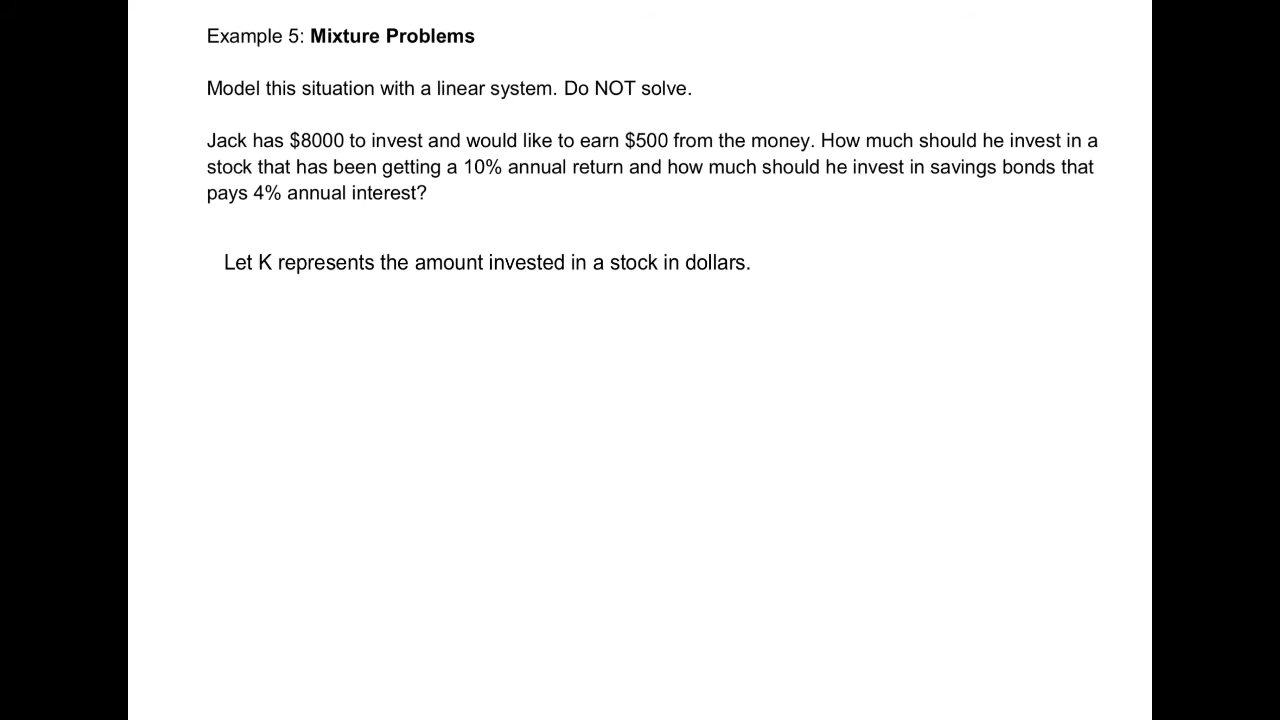 Example 5: Mixture Problems
Model this situation with a linear system. Do NOT solve.
Jack has $8000 to invest and would like to earn $500 from the money. How much should he invest in a
stock that has been getting a 10% annual return and how much should he invest in savings bonds that
pays 4% annual interest?
Let K represents the amount invested in a stock in dollars.